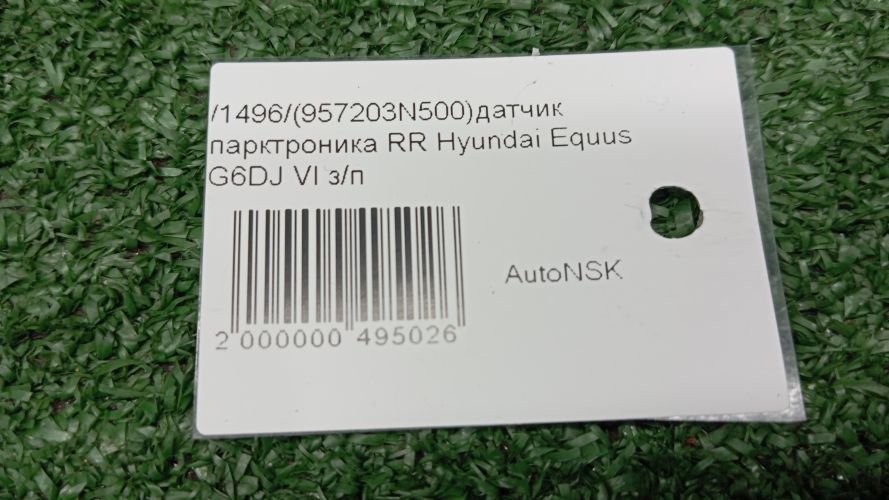 /1496/(957203N500)датчик
парктроника RR Hyundai Equus
G6DJ VI з/п
AutoNSK
2 000000 495026